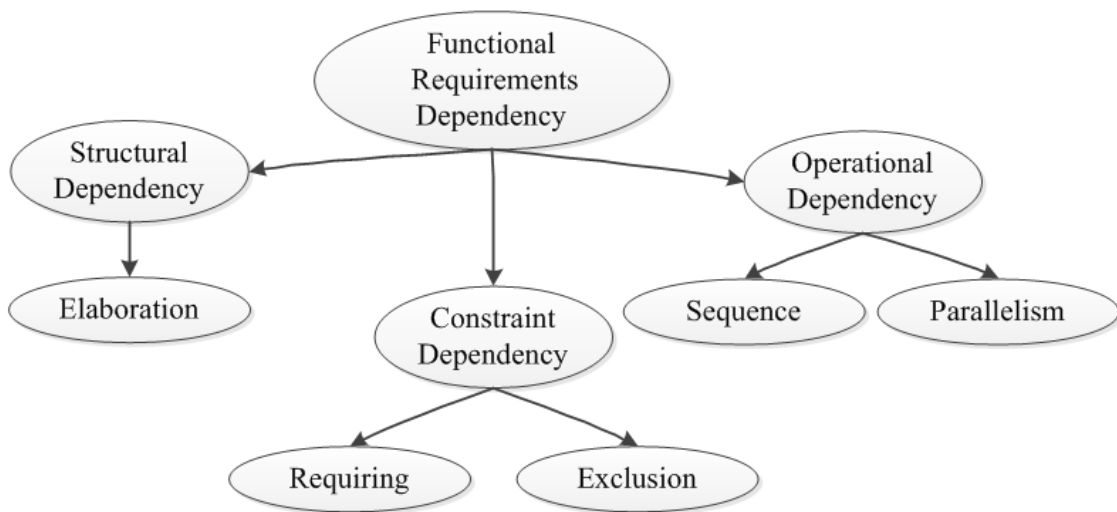 Functional
Requirements
Dependency
Structural
Dependency
Operational
Dependency
Elaboration
Constraint
Dependency
Sequence
Parallelism
Requiring
Exclusion